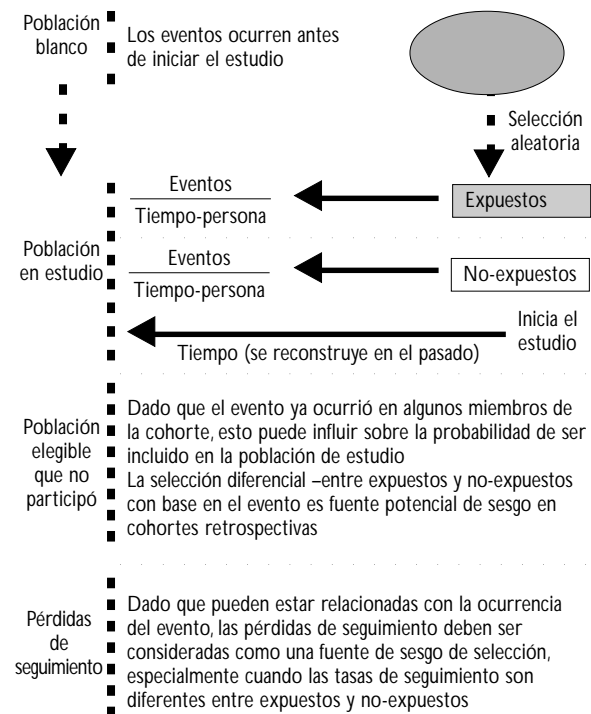 Población
blanco
Los eventos ocurren antes
de iniciar el estudio
Selección
aleatoria
Eventos
Tiempo-persona
Expuestos
Población
en estudio
Eventos
Tiempo-persona
No-expuestos
Inicia el
estudio
Tiempo (se reconstruye en el pasado)
Población
elegible
que no
participó
Dado que el evento ya ocurrió en algunos miembros de
la cohorte, esto puede influir sobre la probabilidad de ser
incluido en la población de estudio
La selección diferencial –entre expuestos y no-expuestos
con base en el evento es fuente potencial de sesgo en
cohortes retrospectivas
Pérdidas
de
seguimiento
Dado que pueden estar relacionadas con la ocurrencia
del evento, las pérdidas de seguimiento deben ser
consideradas como una fuente de sesgo de selección,
especialmente cuando las tasas de seguimiento son
diferentes entre expuestos y no-expuestos